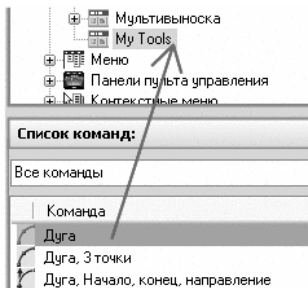 Мультивыноска
My Tools
Меню
Панели пульта управления
Контекстные меню
Список команд:
Все команды
Команда
Дуга
Дуга, 3 точки
Дуга, Начало, конец, направление